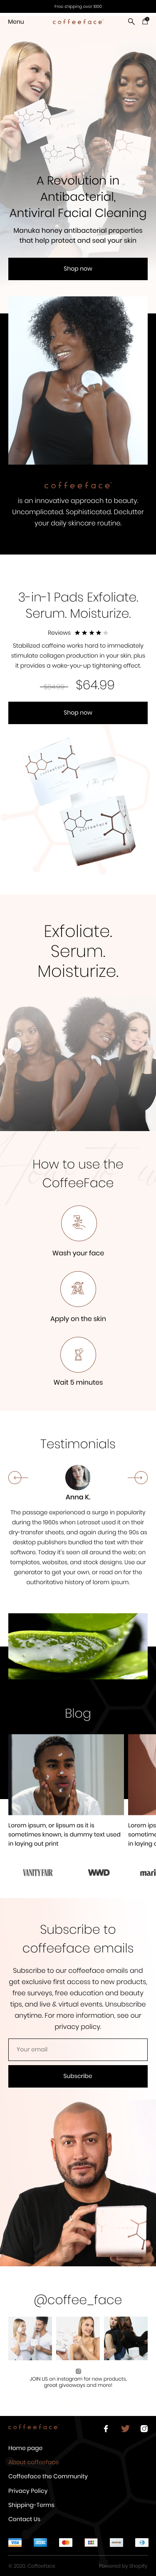 Free shipping over $100
Menu
coffeeface
A Revolution in
Antibacterial,
Antiviral Facial Cleaning
Manuka honey antibacterial properties
that help protect and seal your skin
Shop now
coffeeface
is an innovative approach to beauty.
Uncomplicated. Sophisticated. Declutter
your daily skincare routine.
3-in-1 Pads Exfoliate.
Serum. Moisturize.
Reviews
Stabilized caffeine works hard to immediately
stimulate collagen production in your skin, plus
it provides a wake-you-up tightening effect.
$84.99 $64.99
Shop now
coffeeface
coffeeface
Exfoliate.
Serum.
Moisturize.
How to use the
CoffeeFace
Wash your face
Apply on the skin
Wait 5 minutes
Testimonials
Anna K.
The passage experienced a surge in popularity
during the 1960s when Letraset used it on their
dry-transfer sheets, and again during the 90s as
desktop publishers bundled the text with their
software. Today it's seen all around the web; on
templates, websites, and stock designs. Use our
generator to get your own, or read on for the
authoritative history of lorem ipsum.
Blog
Lorem ipsum, or lipsum as it is
sometimes known, is dummy text used
in laying out print
Lorem ips
sometime
in laying o
VANITY FAIR
WWD
mari
Subscribe to
coffeeface emails
Subscribe to our coffeeface emails and
get exclusive first access to new products,
free surveys, free education and beauty
tips, and live & virtual events. Unsubscribe
anytime. For more information, see our
privacy policy.
Your email
Subscribe
@coffee_face
JOIN US on instagram for new products,
great giveaways and more!
coffeeface
Home page
About coffeeface
Coffeeface the Community
Privacy Policy
Shipping-Terms
Contact Us
VISA
© 2020, Coffeeface
Powered by Shopify